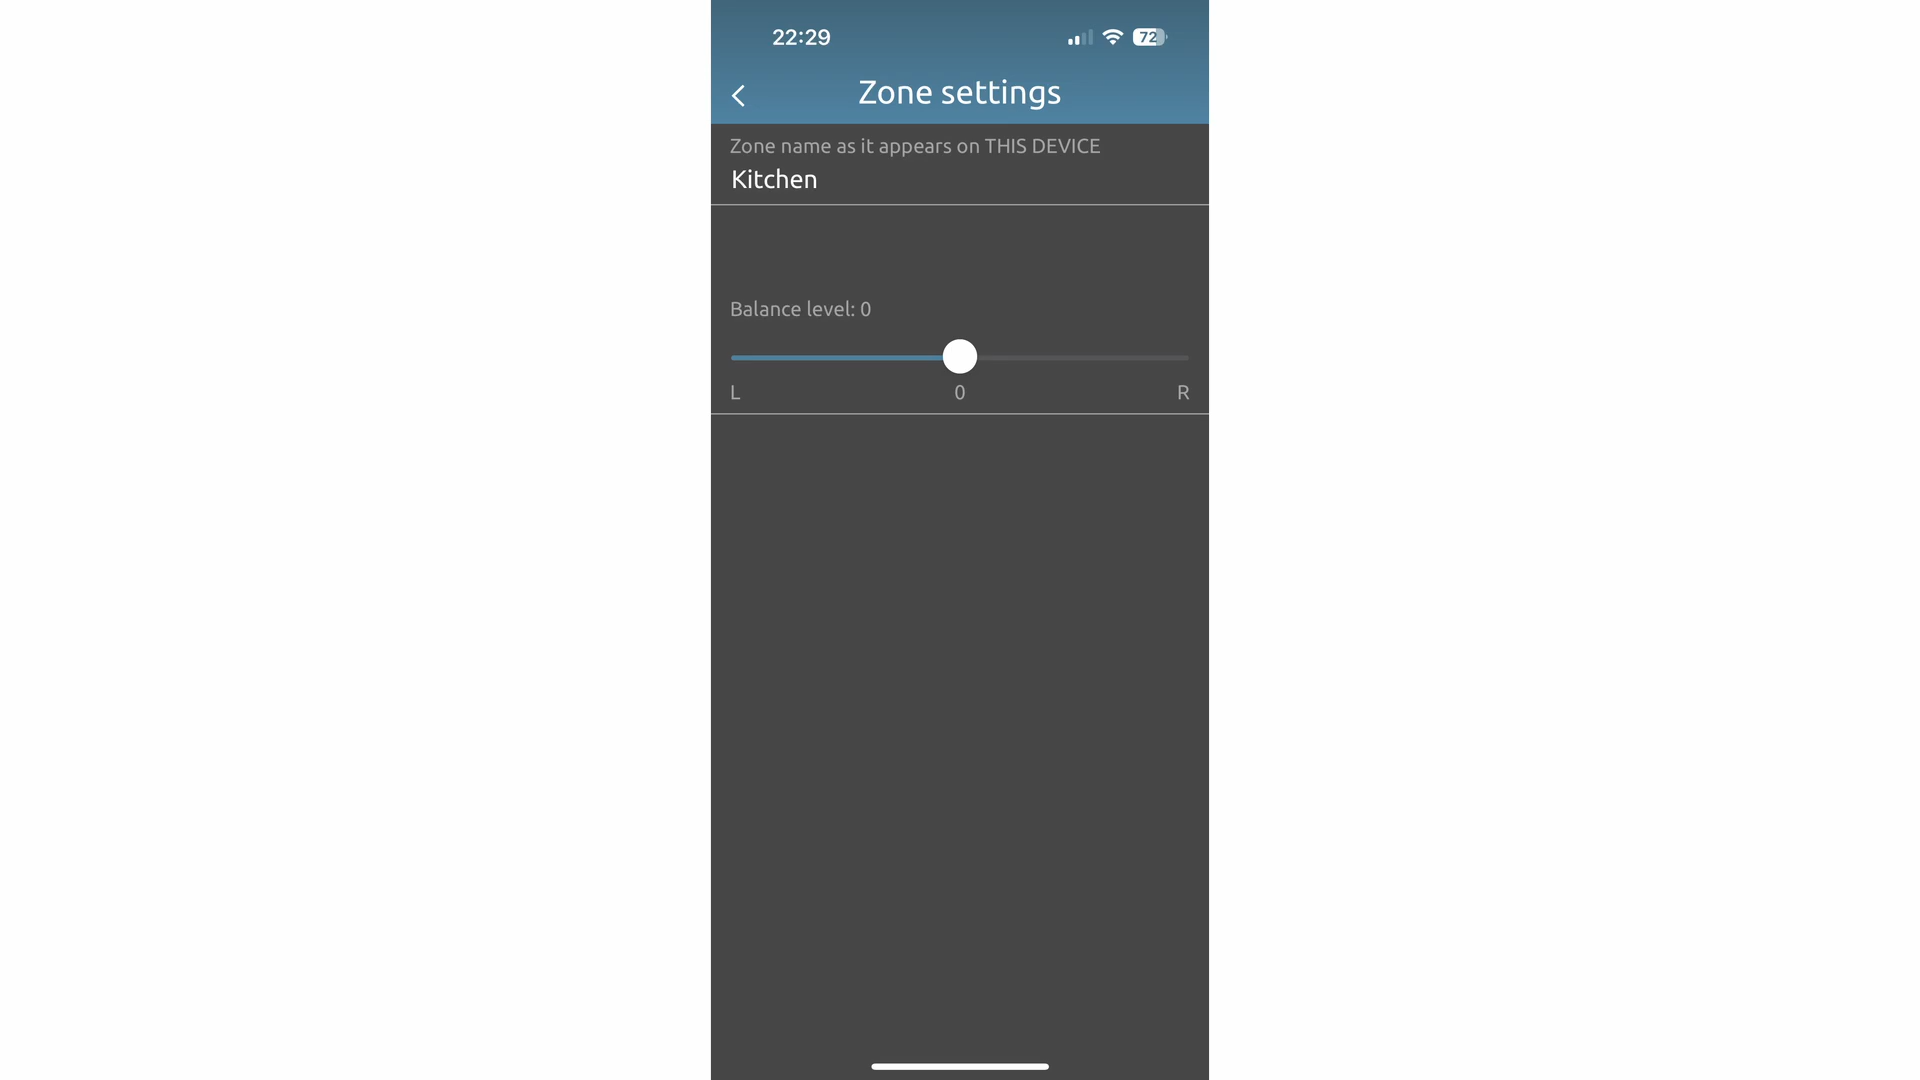 22:29
72
Zone settings
Zone name as it appears on THIS DEVICE
Kitchen
Balance level: 0
L 0 R